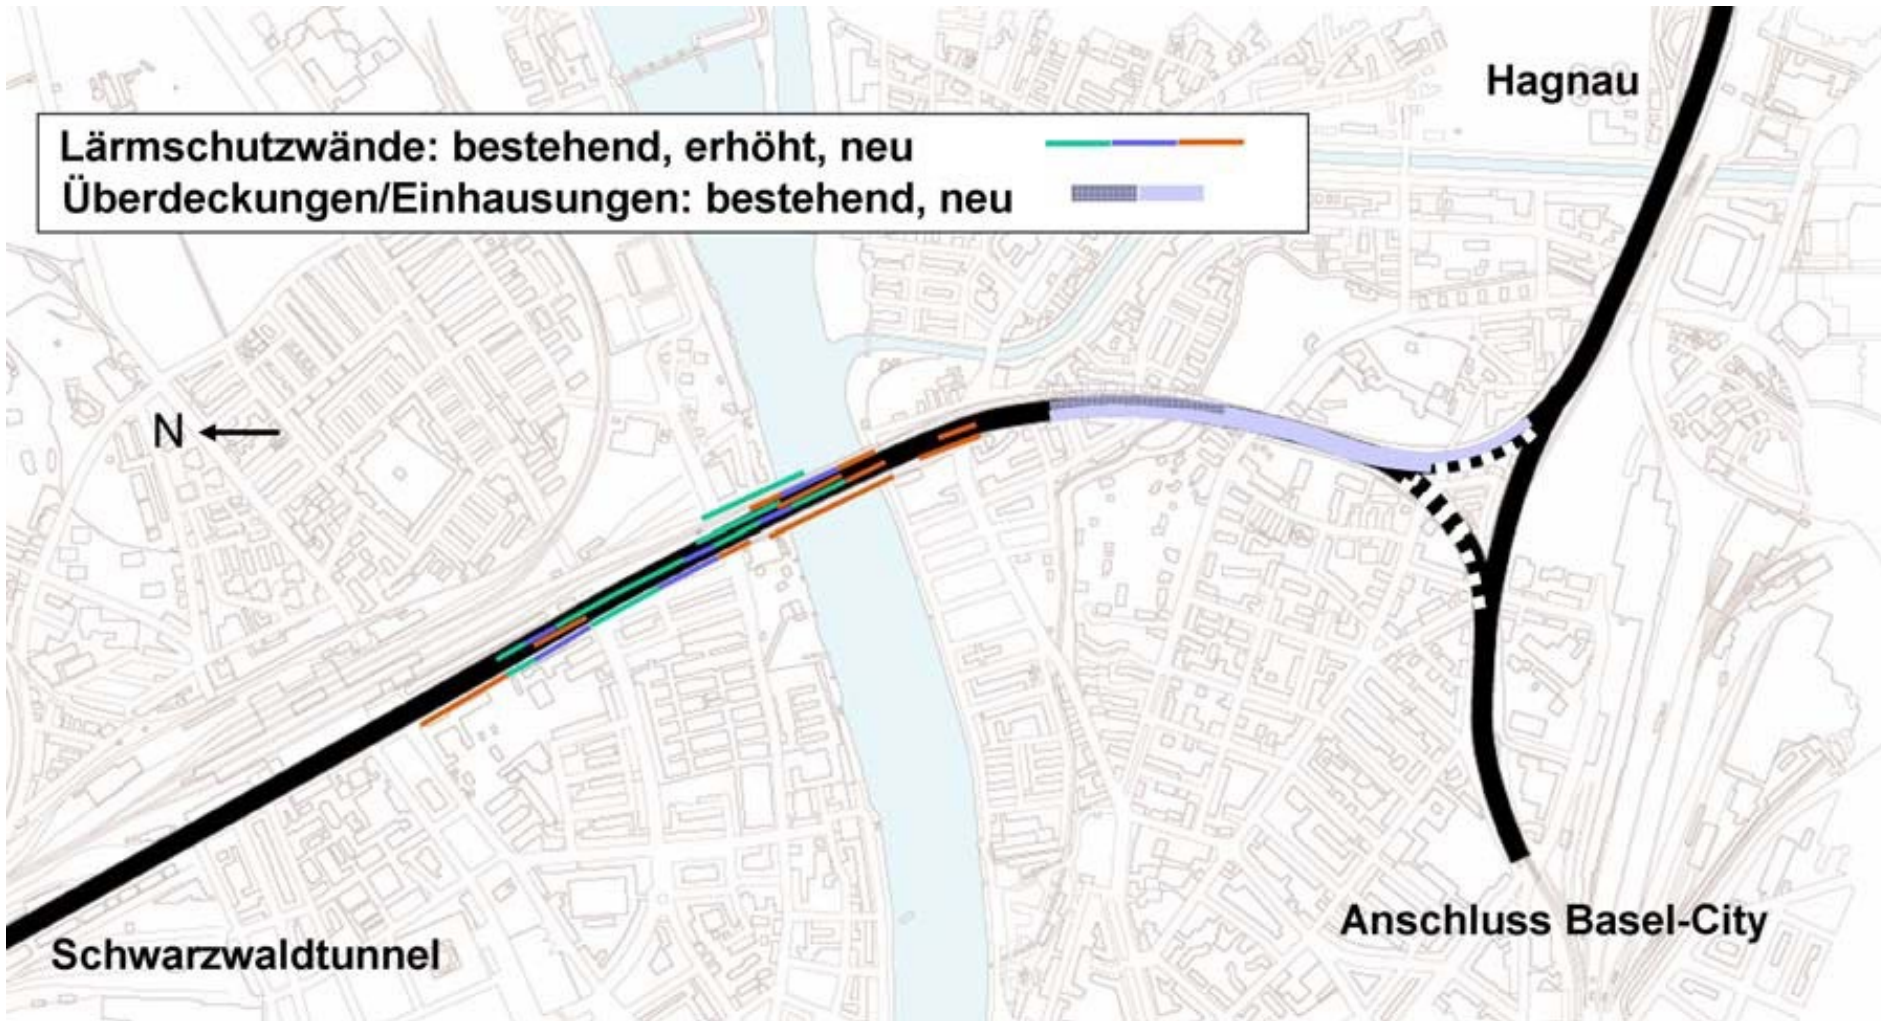 Hagnau
Lärmschutzwände: bestehend, erhöht, neu
Überdeckungen/Einhausungen: bestehend, neu
N
Anschluss Basel-City
Schwarzwaldtunnel